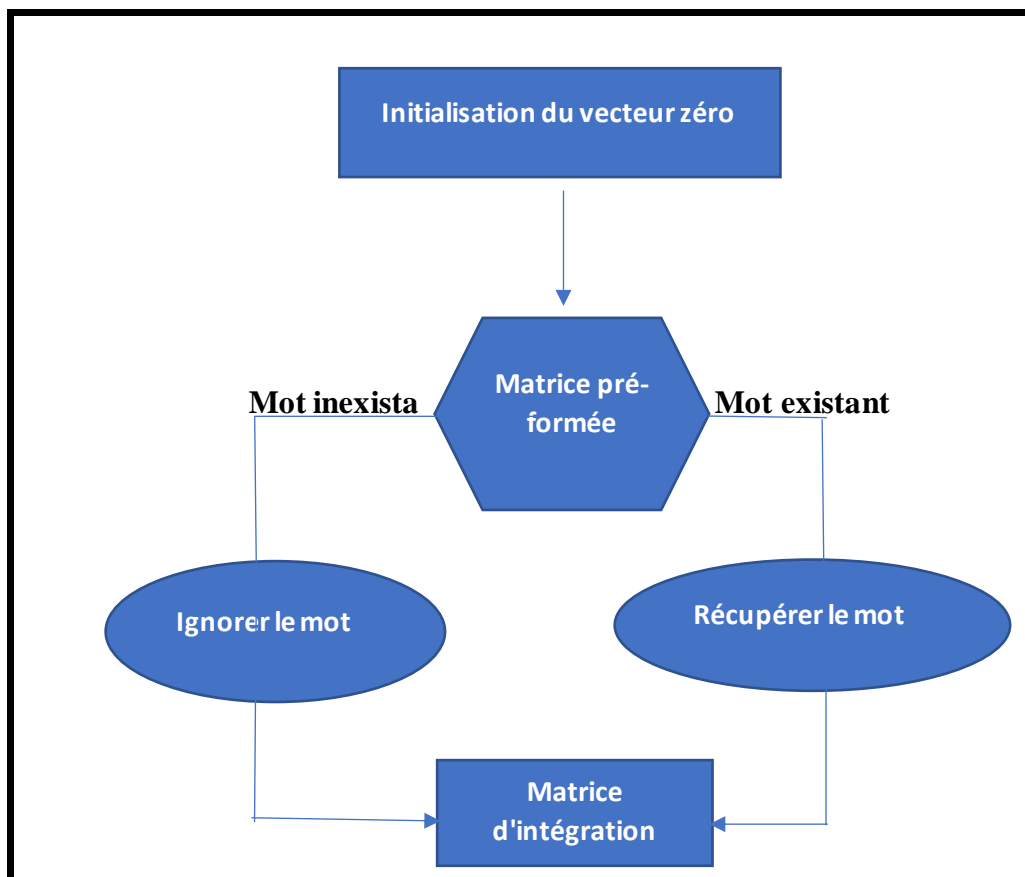 Initialisation du vecteur zéro
Matrice pré-
formée
Mot inexista
Mot existant
Ignorer le mot
Récupérer le mot
Matrice
d'intégration